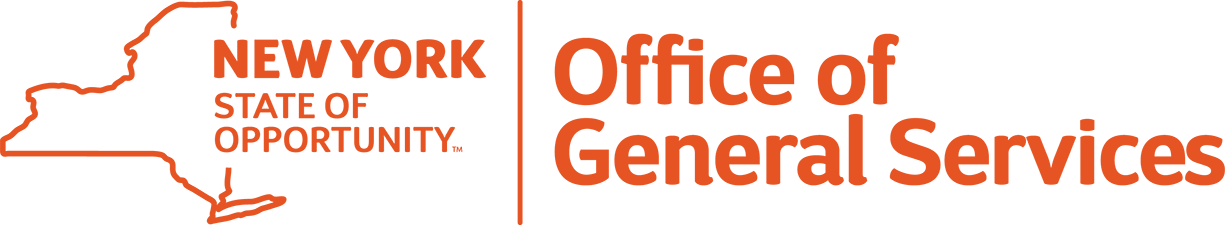 NEW YORK
STATE OF
OPPORTUNITY™
Office of
General Services